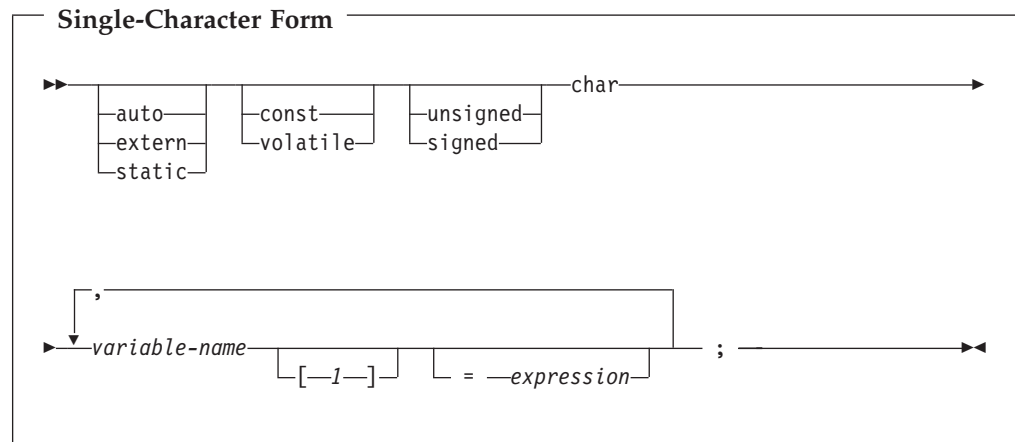 Single-Character Form
char
auto const unsigned
extern volatile signed
static
,
variable-name ;
[ 1 ] = expression